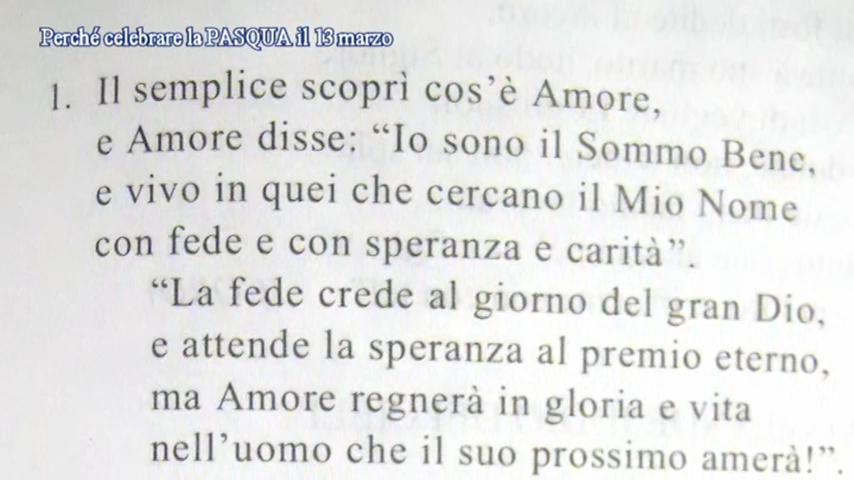 Perché celebrare la PASQUA il 13 marzo
1. Il semplice scoprì cos’è Amore,
e Amore disse: “Io sono il Sommo Bene,
e vivo in quei che cercano il Mio Nome
con fede e con speranza e carità”.
“La fede crede al giorno del gran Dio,
e attende la speranza al premio eterno,
ma Amore regnerà in gloria e vita
nell’uomo che il suo prossimo amerà!”.